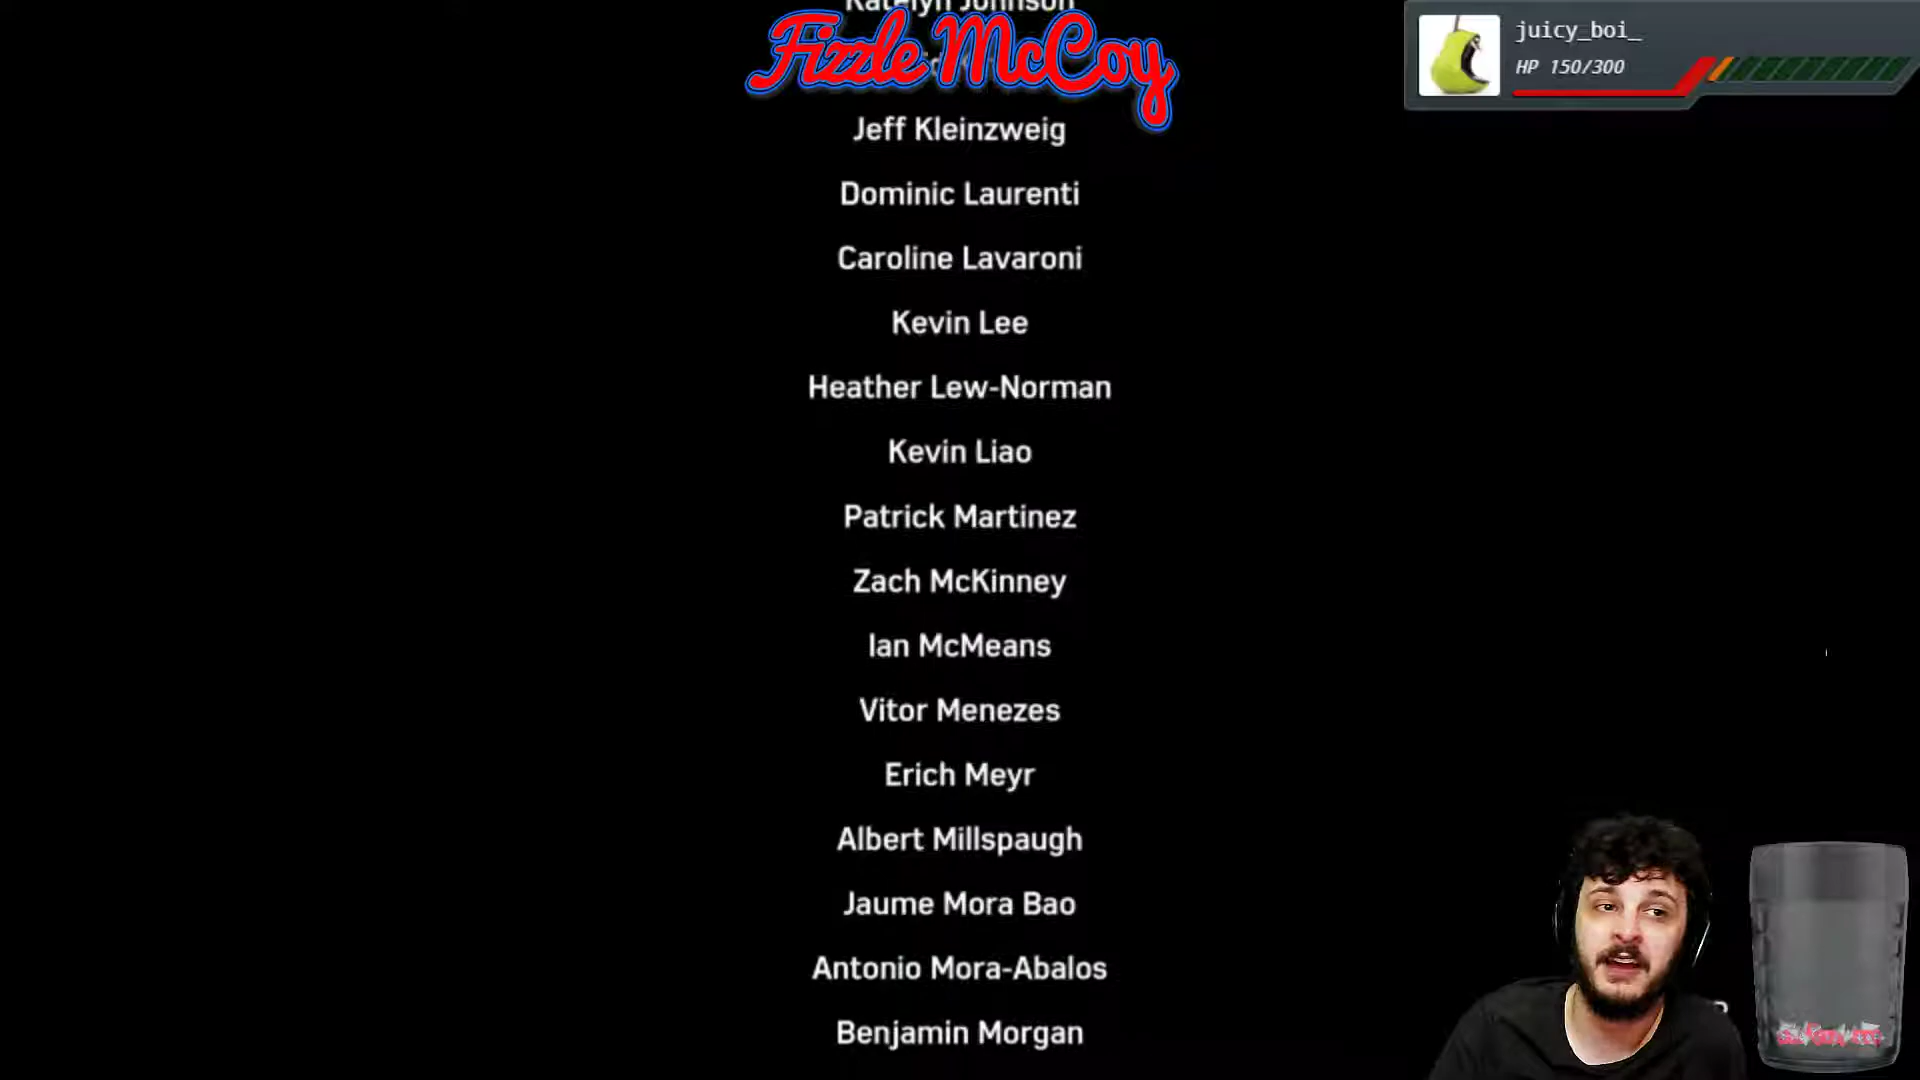 Katelyn Johnson
Fizzle McCoy
juicy_boi_
HP 150/300
Jeff Kleinzweig
Dominic Laurenti
Caroline Lavaroni
Kevin Lee
Heather Lew-Norman
Kevin Liao
Patrick Martinez
Zach McKinney
Ian McMeans
Vitor Menezes
Erich Meyr
Albert Millspaugh
Jaume Mora Bao
Antonio Mora-Abalos
Benjamin Morgan